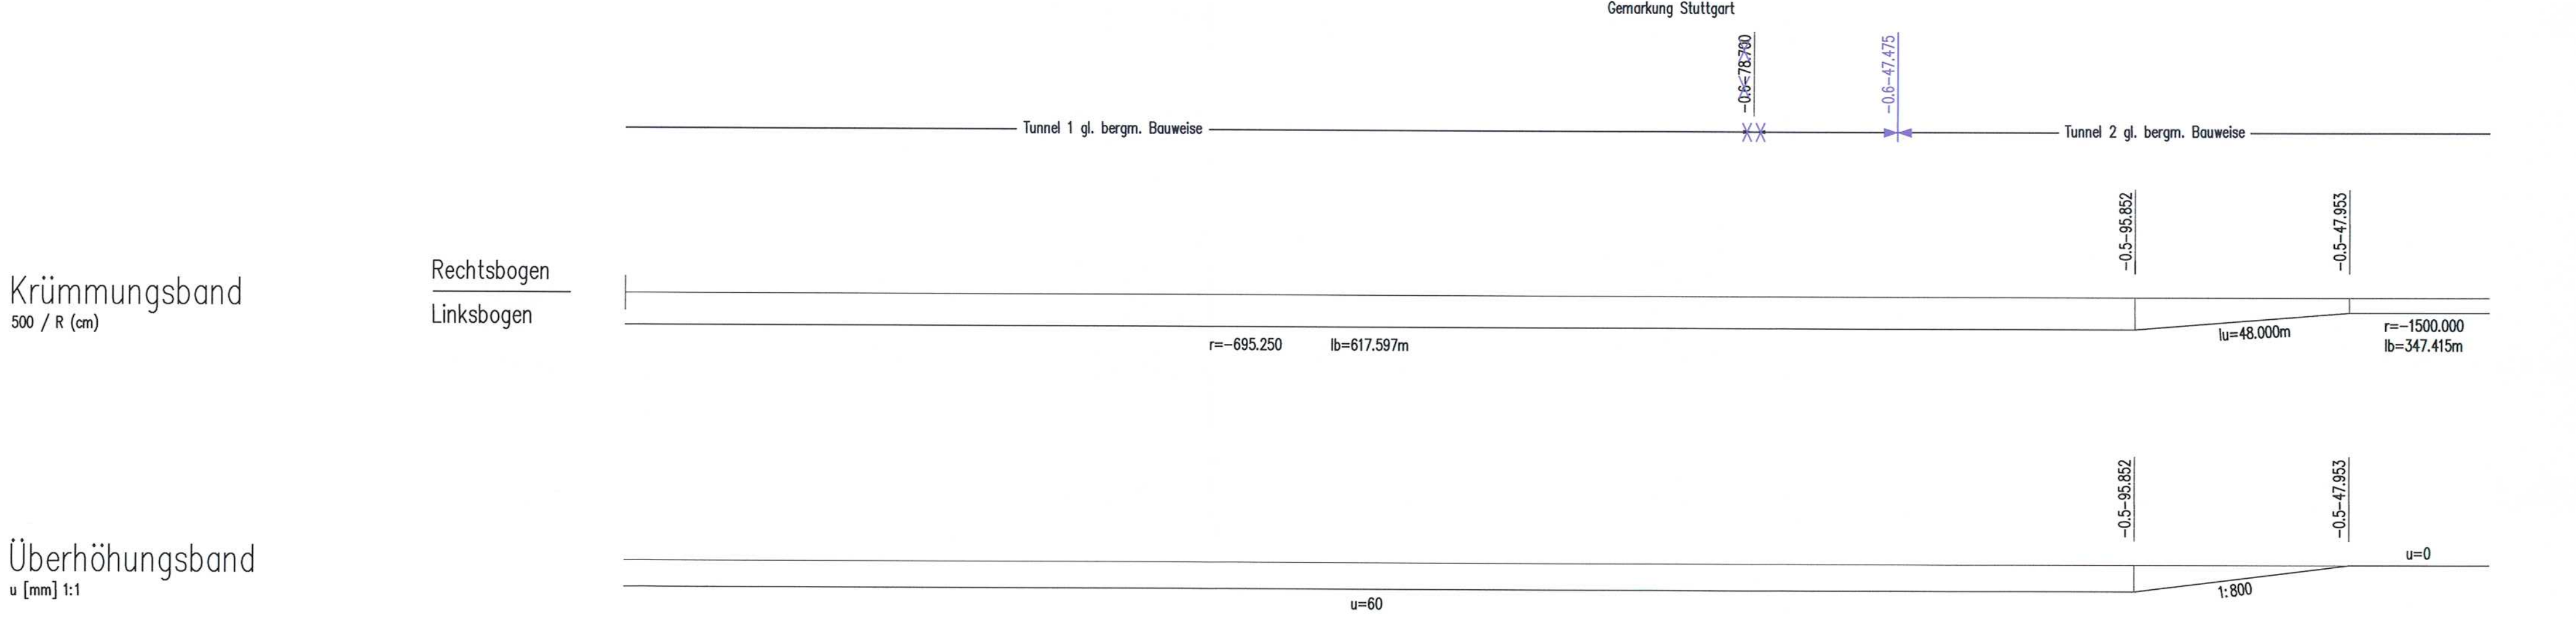 Gemarkung Stuttgart
-0.6-78.700
-0.6-47.475
Tunnel 1 gl. bergm. Bauweise
Tunnel 2 gl. bergm. Bauweise
-0.5-95.852
-0.5-47.953
Krümmungsband
500 / R (cm)
Rechtsbogen
Linksbogen
r=-695.250
lb=617.597m
lu=48.000m
r=-1500.000
lb=347.415m
-0.5-95.852
-0.5-47.953
Überhöhungsband
u [mm] 1:1
u=60
1:800
u=0